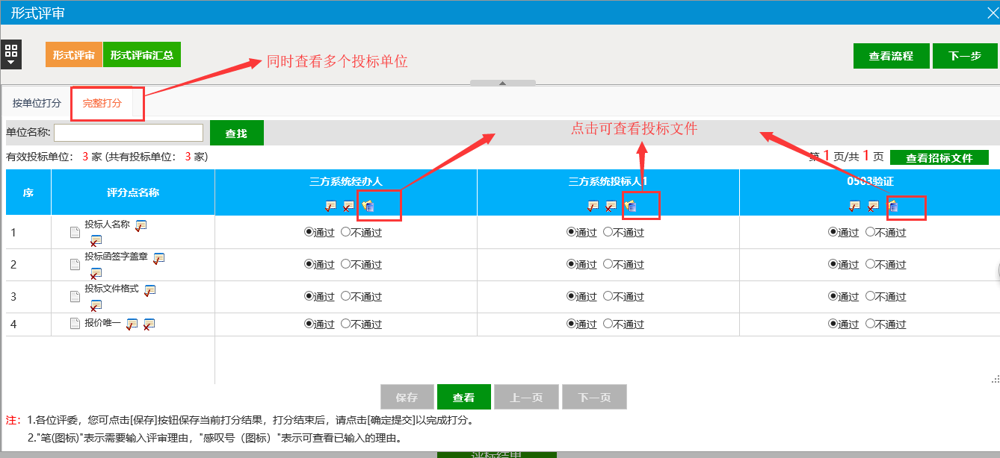 形式评审
形式评审 形式评审汇总 同时查看多个投标单位 查看流程 下一步
按单位打分 完整打分
单位名称: 查找 点击可查看投标文件
有效投标单位: 3 家 (共有投标单位: 3 家) 第 1 页/共 1 页 查看招标文件
序 评分点名称 三方系统经办人 三方系统投标人1 0503验证
1 投标人名称 通过 不通过 通过 不通过 通过 不通过
2 投标函签字盖章 通过 不通过 通过 不通过 通过 不通过
3 投标文件格式 通过 不通过 通过 不通过 通过 不通过
4 报价唯一 通过 不通过 通过 不通过 通过 不通过
保存 查看 上一页 下一页
注: 1.各位评委，您可点击[保存]按钮保存当前打分结果，打分结束后，请点击[确定提交]以完成打分。
2."笔(图标)"表示需要输入评审理由，"感叹号（图标）"表示可查看已输入的理由。
评标结果